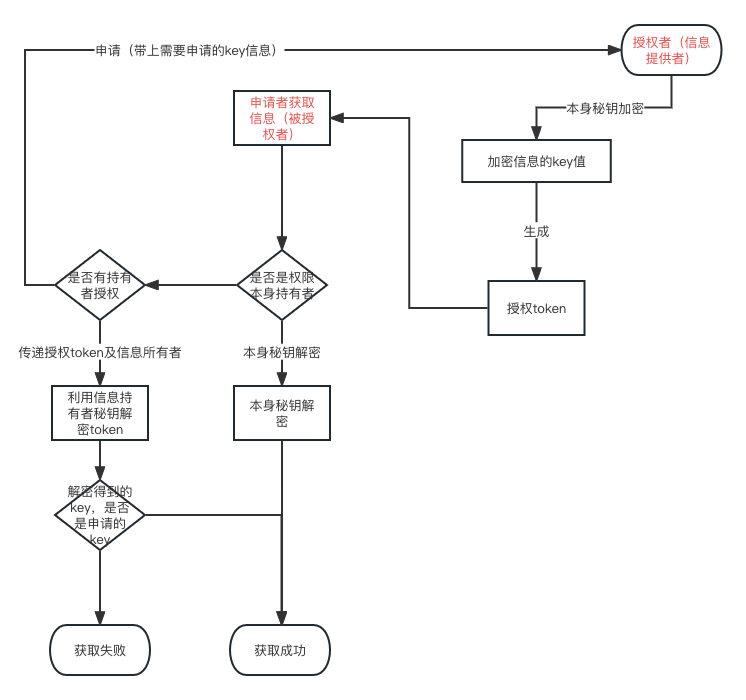 申请（带上需要申请的key信息）
授权者（信息
提供者）
申请者获取
信息（被授
权者）
本身秘钥加密
加密信息的key值
生成
授权token
是否有持有
者授权
是否是权限
本身持有者
传递授权token及信息所有者
本身秘钥解密
利用信息持
有者秘钥解
密token
本身秘钥解
密
解密得到的
key，是否
是申请的
key
获取失败
获取成功